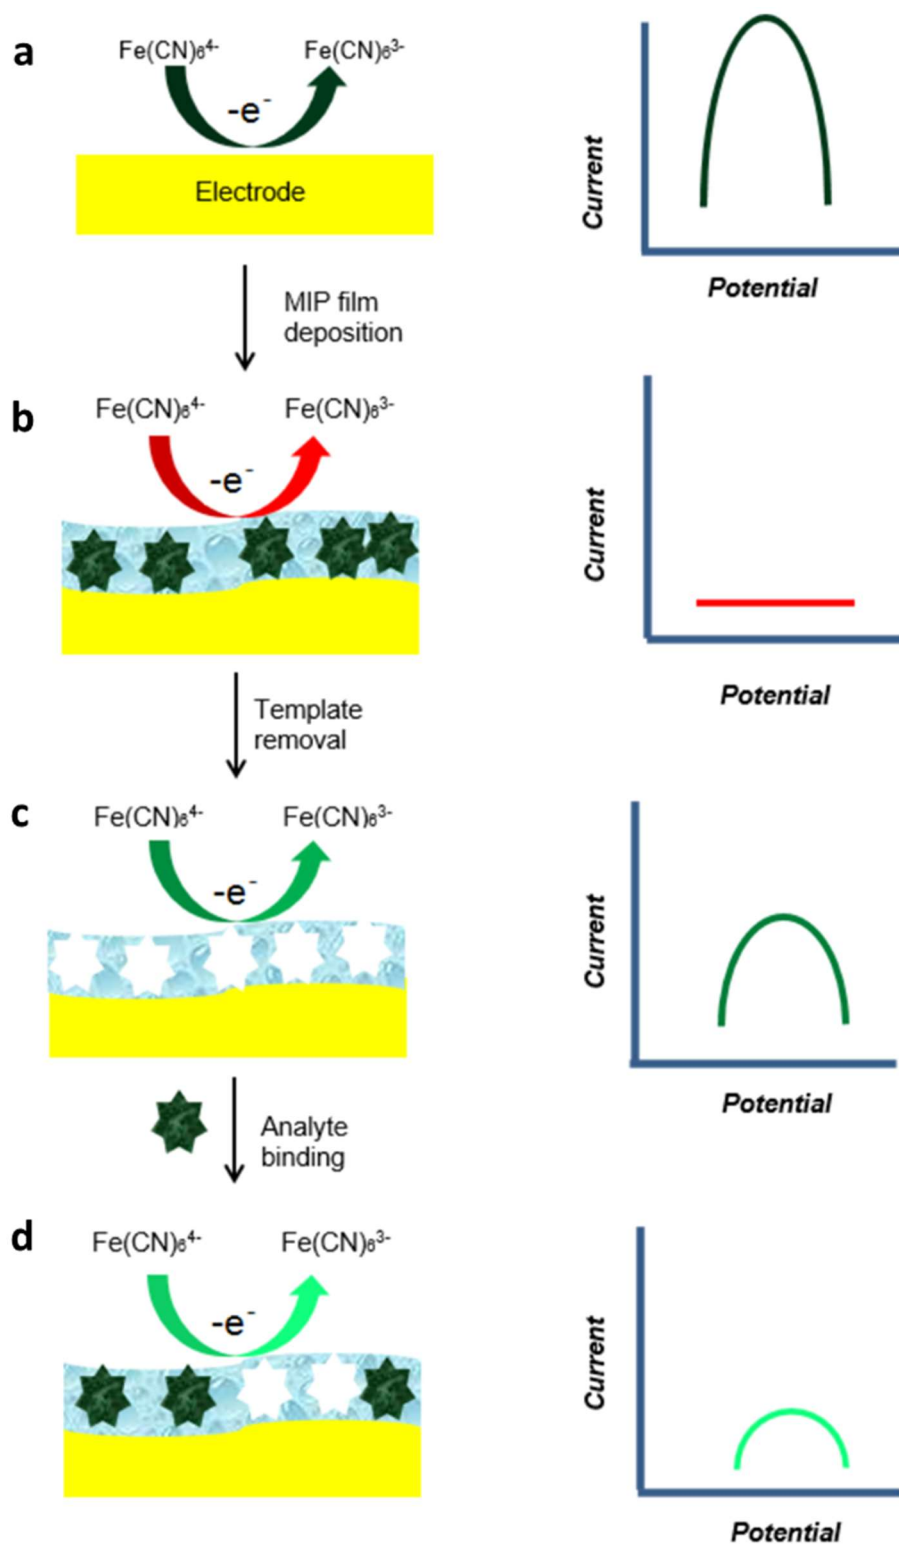 a
Fe(CN)₆⁴⁻ Fe(CN)₆³⁻
-e⁻
Electrode
Current
Potential
MIP film
deposition
b
Fe(CN)₆⁴⁻ Fe(CN)₆³⁻
-e⁻
Current
Potential
Template
removal
c
Fe(CN)₆⁴⁻ Fe(CN)₆³⁻
-e⁻
Current
Potential
Analyte
binding
d
Fe(CN)₆⁴⁻ Fe(CN)₆³⁻
-e⁻
Current
Potential